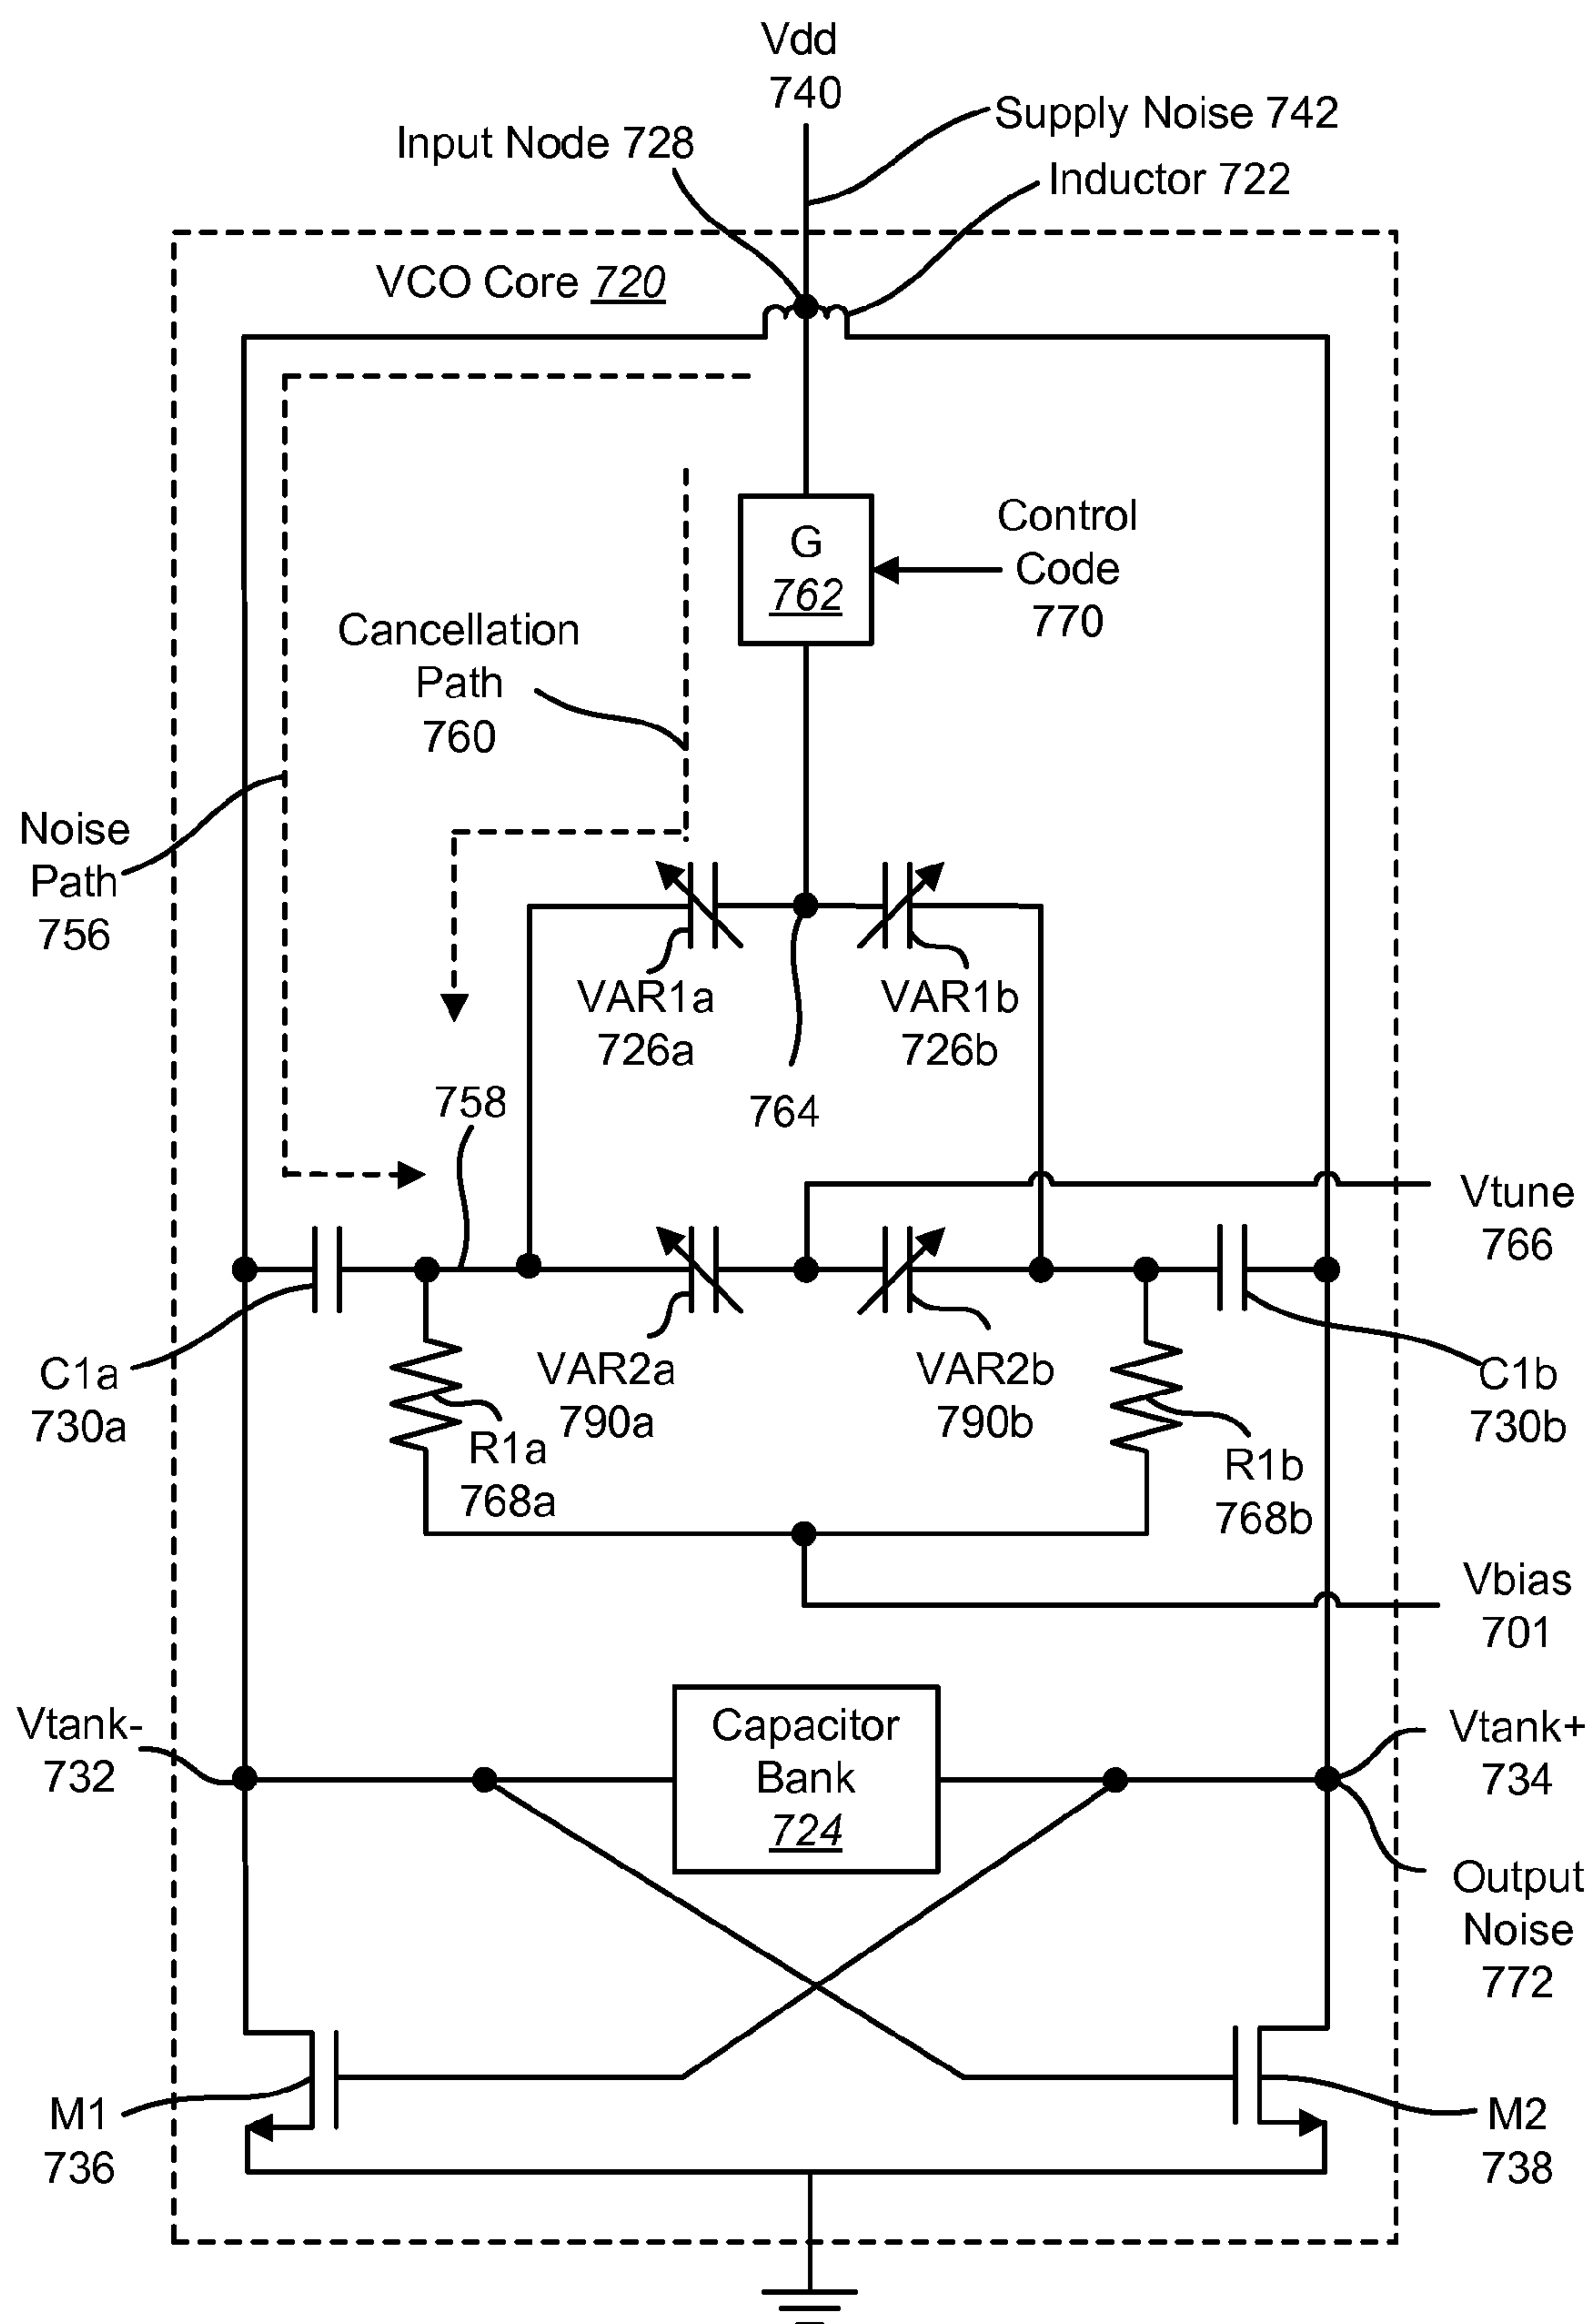 Vdd
740
Supply Noise 742
Input Node 728
Inductor 722
VCO Core 720
G
762
Control
Code
770
Cancellation
Path
760
Noise
Path
756
VAR1a
726a
VAR1b
726b
758
764
Vtune
766
C1a
730a
VAR2a
790a
VAR2b
790b
C1b
730b
R1a
768a
R1b
768b
Vbias
701
Vtank-
732
Capacitor
Bank
724
Vtank+
734
Output
Noise
772
M1
736
M2
738